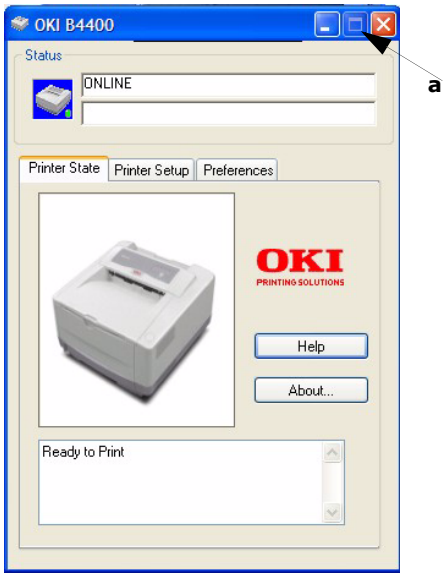 OKI B4400
a
Status
ONLINE
Printer State Printer Setup Preferences
OKI
PRINTING SOLUTIONS
Help
About...
Ready to Print